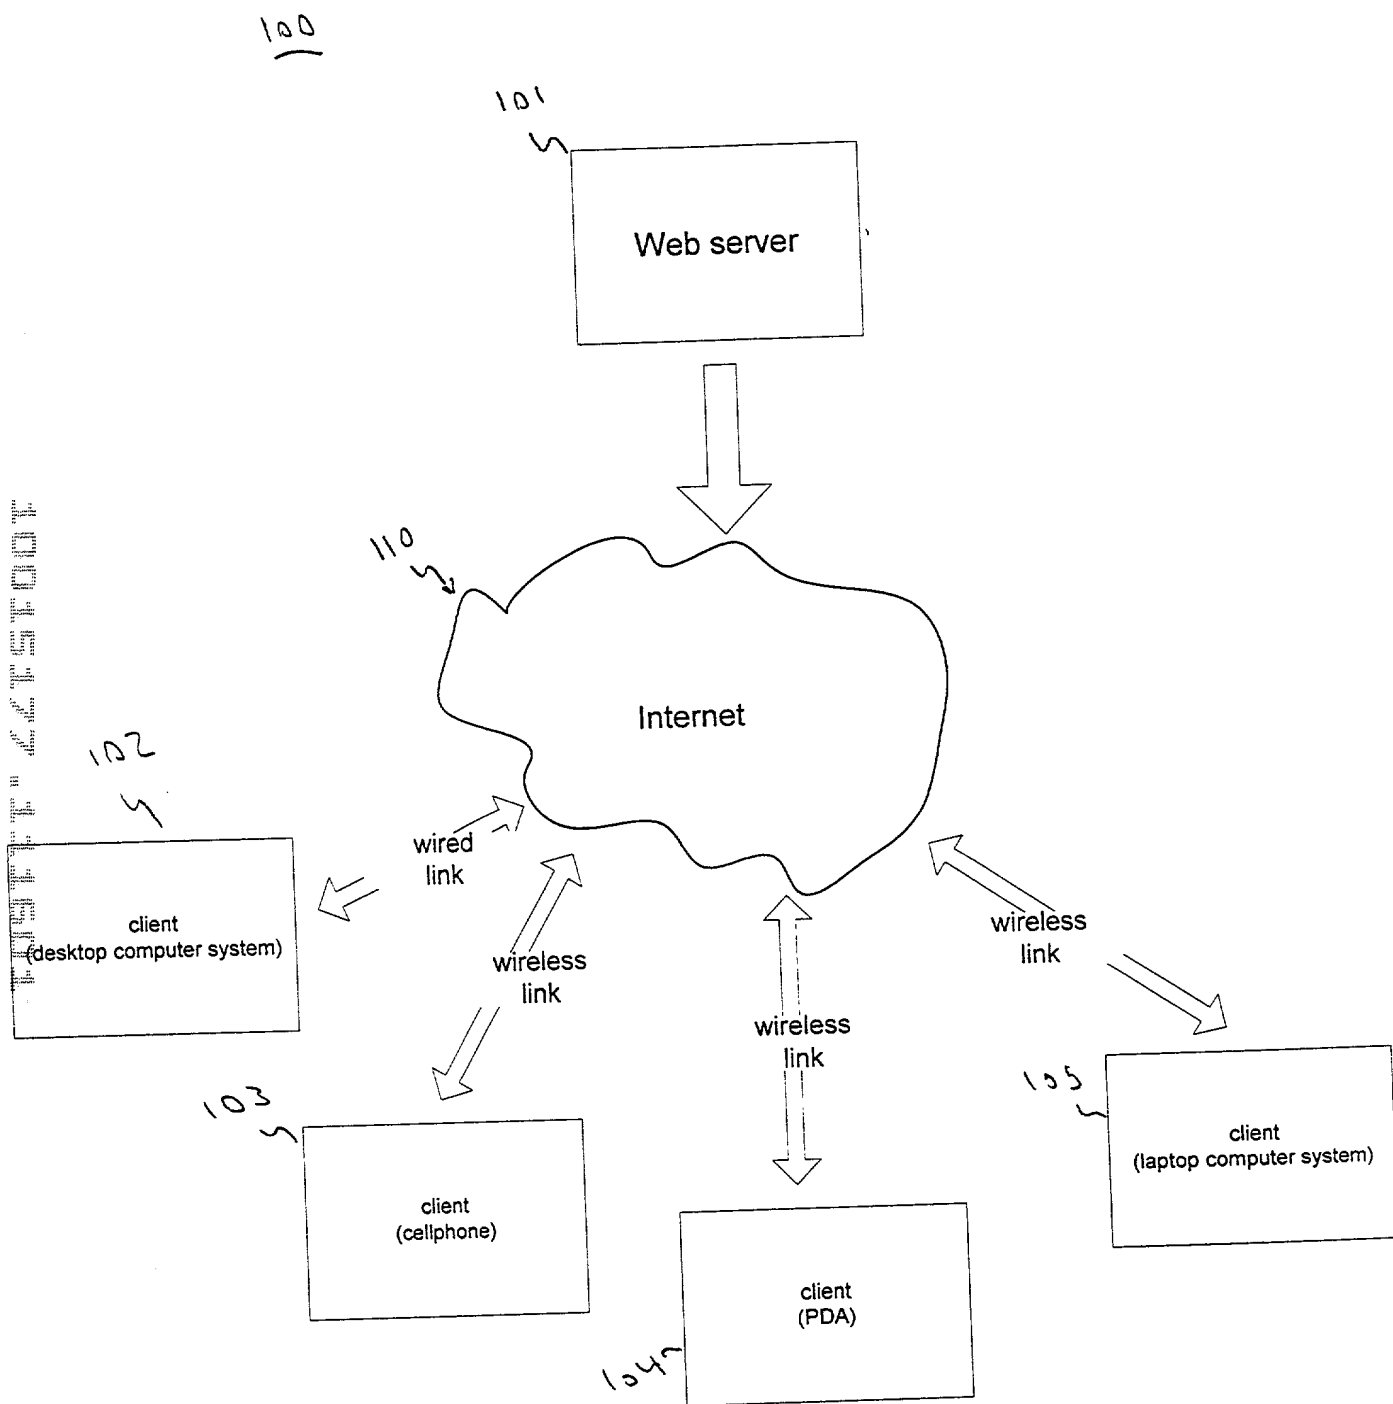 100
101
Web server
110
Internet
102
wired
link
client
(desktop computer system)
wireless
link
wireless
link
wireless
link
103
client
(cellphone)
105
client
(laptop computer system)
client
(PDA)
104